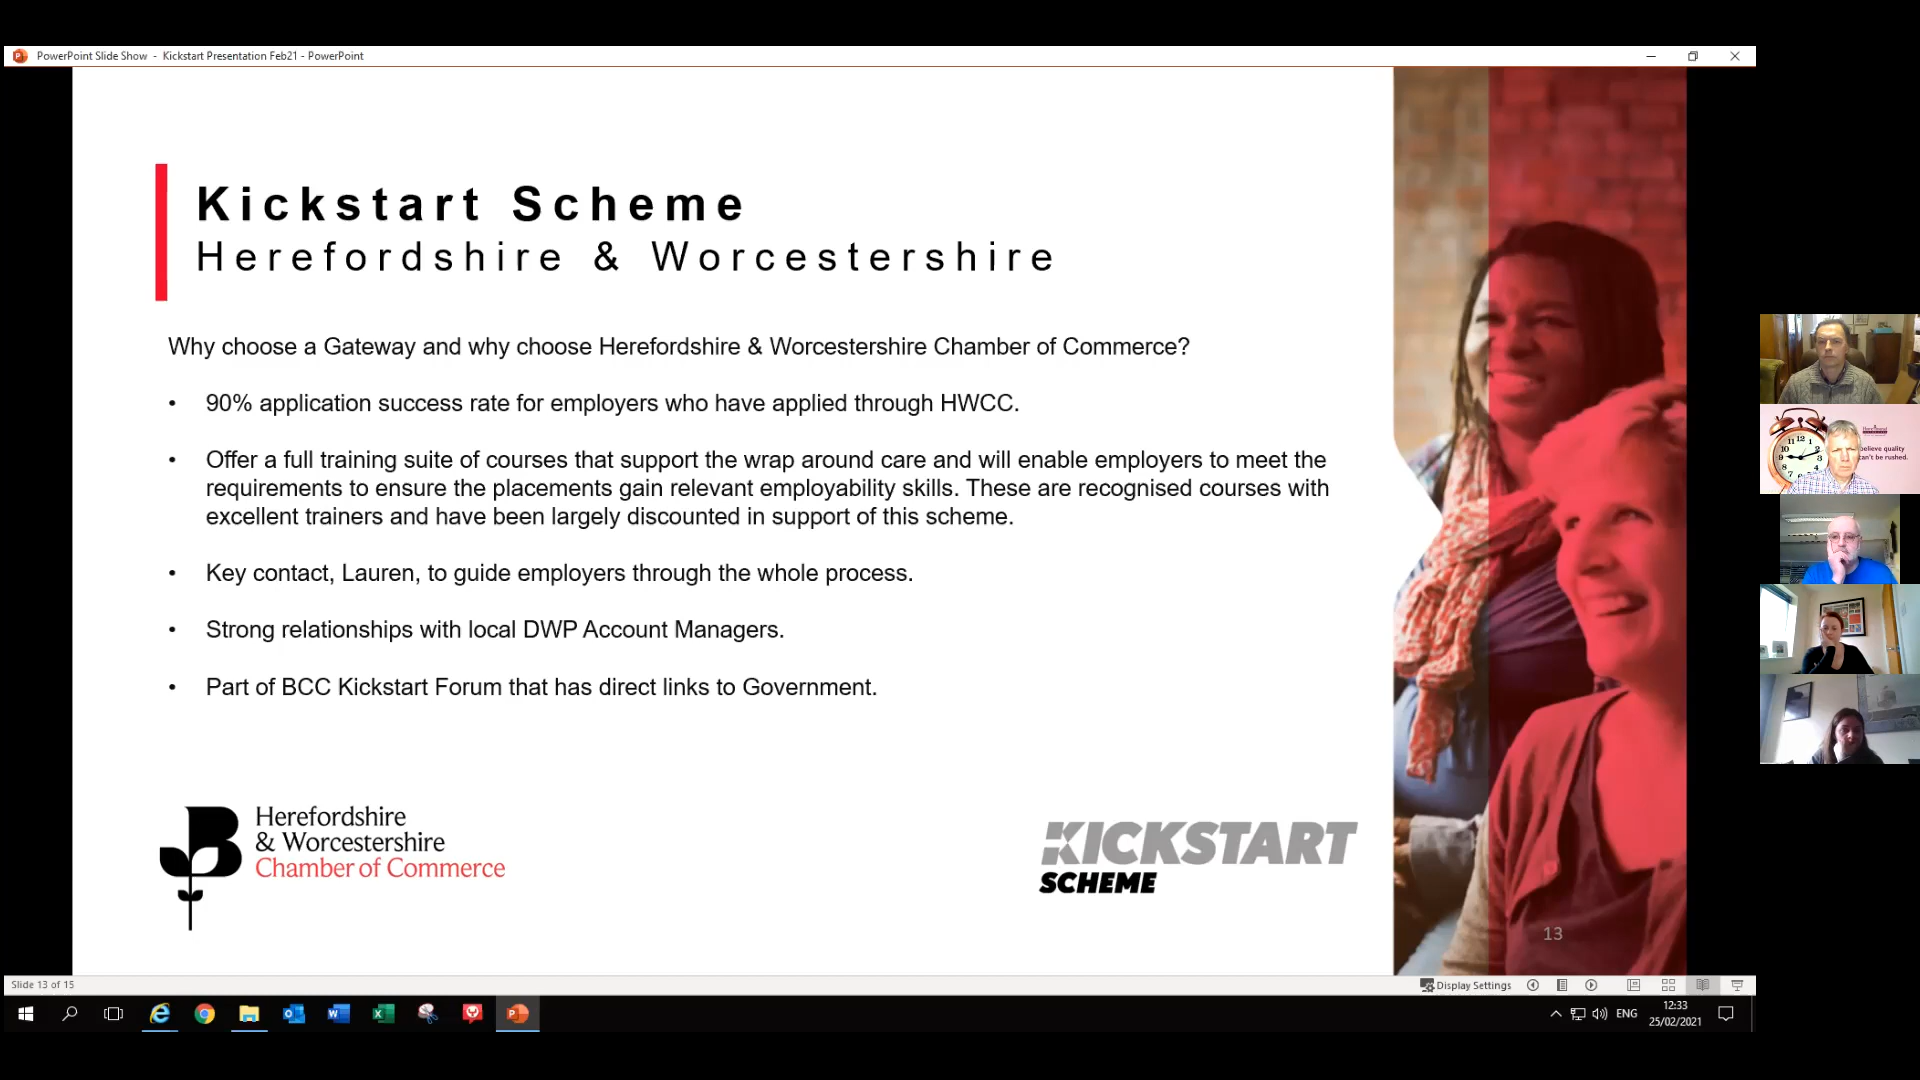 PowerPoint Slide Show - Kickstart Presentation Feb21 - PowerPoint
Kickstart Scheme
Herefordshire & Worcestershire
Why choose a Gateway and why choose Herefordshire & Worcestershire Chamber of Commerce?
• 90% application success rate for employers who have applied through HWCC.
• Offer a full training suite of courses that support the wrap around care and will enable employers to meet the
requirements to ensure the placements gain relevant employability skills. These are recognised courses with
excellent trainers and have been largely discounted in support of this scheme.
• Key contact, Lauren, to guide employers through the whole process.
• Strong relationships with local DWP Account Managers.
• Part of BCC Kickstart Forum that has direct links to Government.
Herefordshire
& Worcestershire
Chamber of Commerce
KICKSTART
SCHEME
13
believe quality
can't be rushed.
Slide 13 of 15
Display Settings
ENG
12:33
25/02/2021